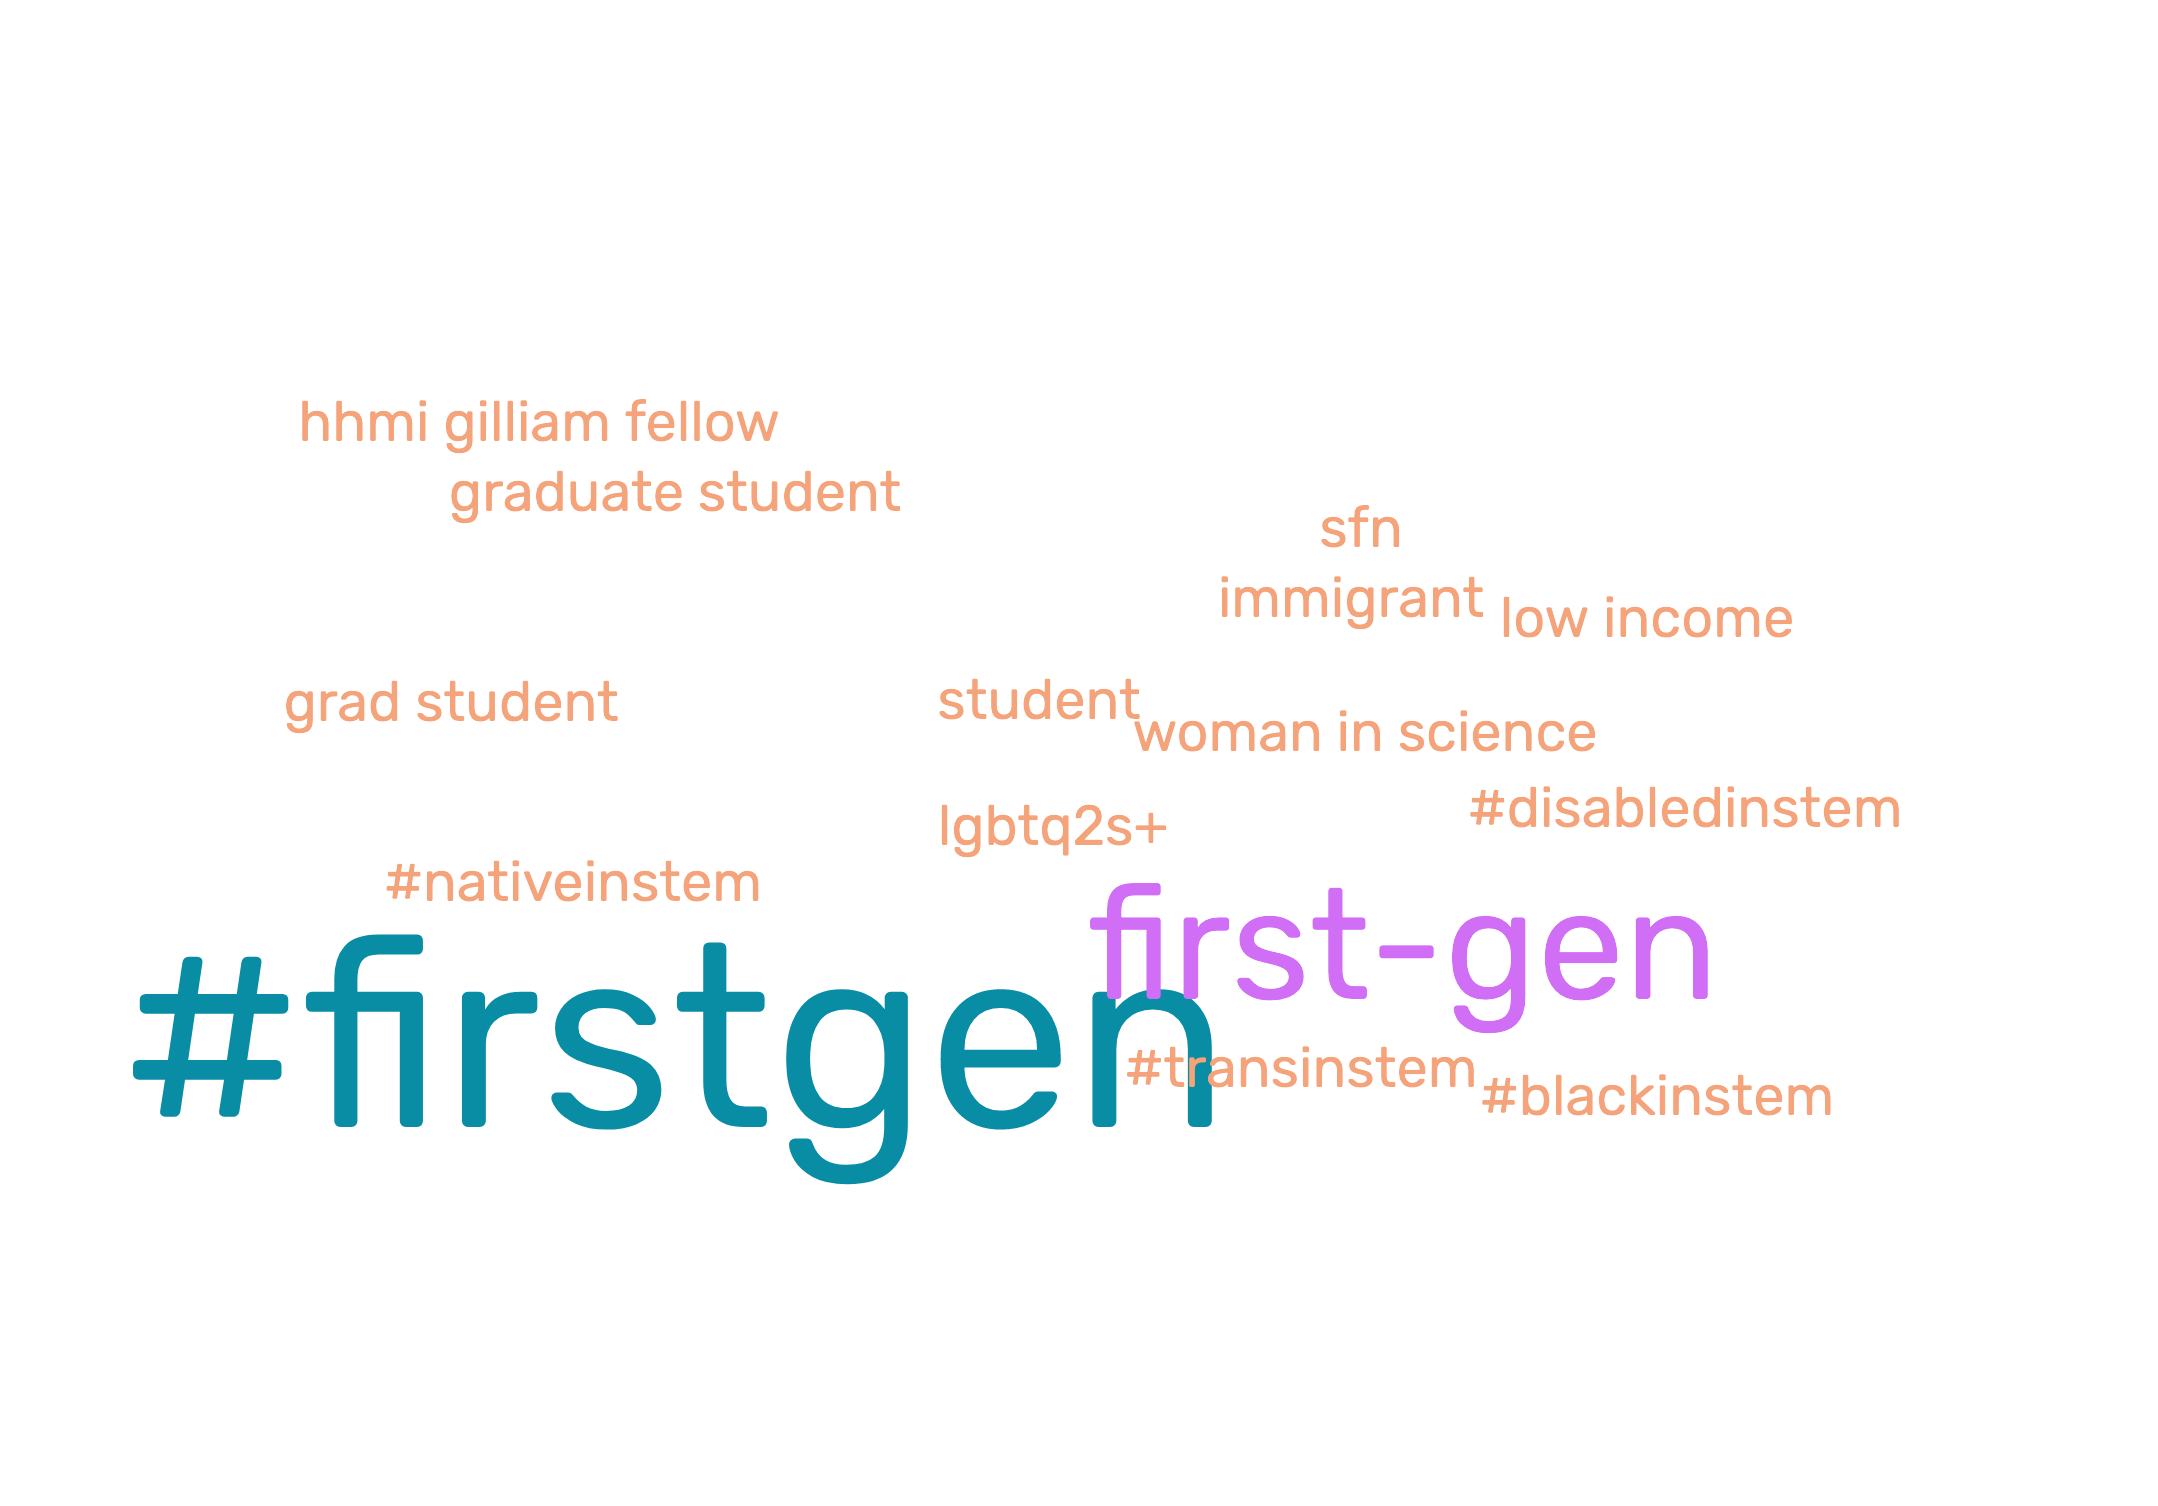 hhmi gilliam fellow
graduate student
sfn
immigrant
low income
grad student
student
woman in science
#disabledinstem
lgbtq2s+
#nativeinstem
first-gen
#firstgen
#transinstem
#blackinstem